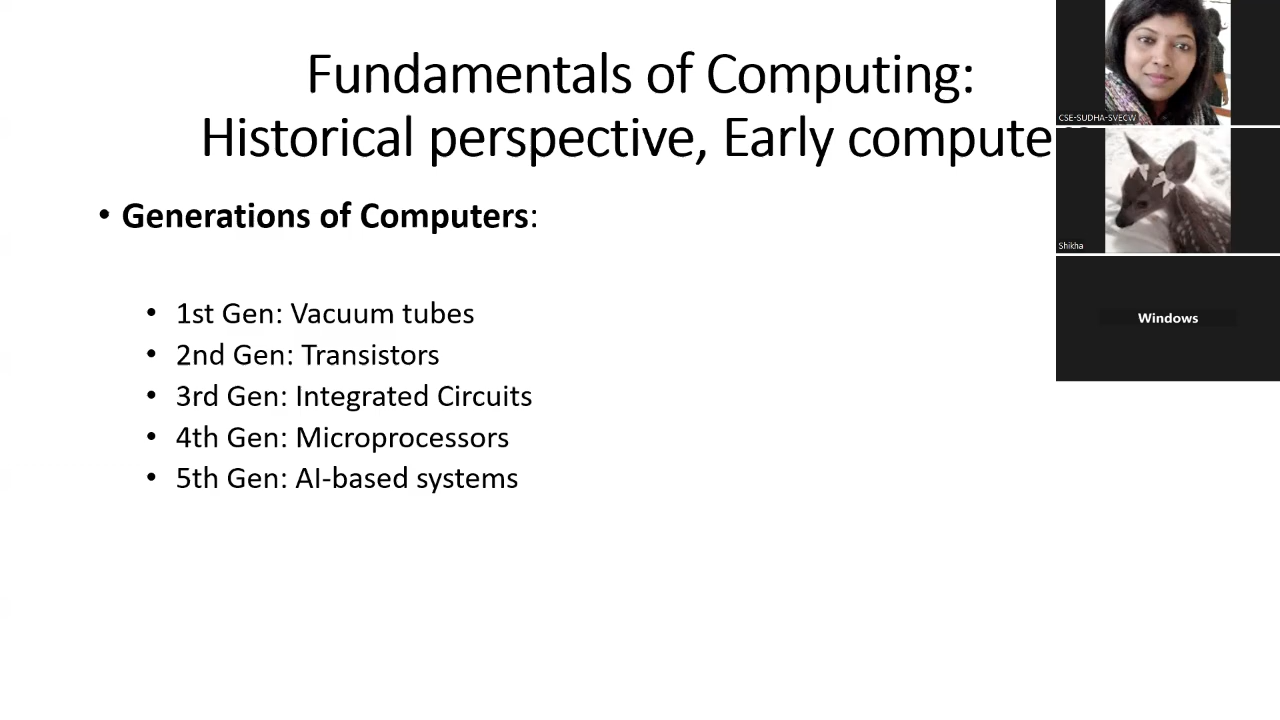 Fundamentals of Computing:
Historical perspective, Early compute
• Generations of Computers:
• 1st Gen: Vacuum tubes
• 2nd Gen: Transistors
• 3rd Gen: Integrated Circuits
• 4th Gen: Microprocessors
• 5th Gen: AI-based systems
CSE-SUDHA-SVECW
Shikha
Windows